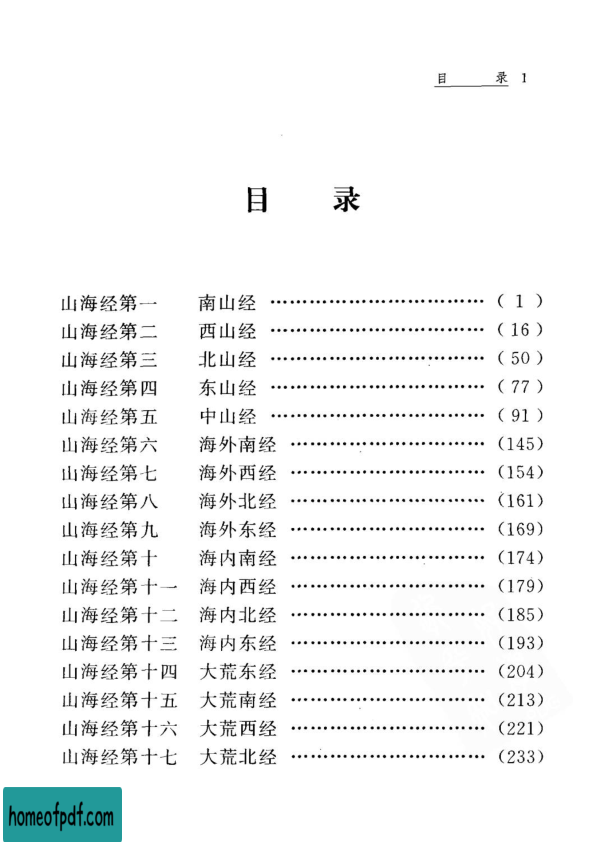 目 录 1
目 录
山海经第一 南山经 ……………………………… ( 1 )
山海经第二 西山经 ……………………………… ( 16 )
山海经第三 北山经 ……………………………… ( 50 )
山海经第四 东山经 ……………………………… ( 77 )
山海经第五 中山经 ……………………………… ( 91 )
山海经第六 海外南经 …………………………… (145)
山海经第七 海外西经 …………………………… (154)
山海经第八 海外北经 …………………………… (161)
山海经第九 海外东经 …………………………… (169)
山海经第十 海内南经 …………………………… (174)
山海经第十一 海内西经 …………………………… (179)
山海经第十二 海内北经 …………………………… (185)
山海经第十三 海内东经 …………………………… (193)
山海经第十四 大荒东经 …………………………… (204)
山海经第十五 大荒南经 …………………………… (213)
山海经第十六 大荒西经 …………………………… (221)
山海经第十七 大荒北经 …………………………… (233)
homeofpdf.com